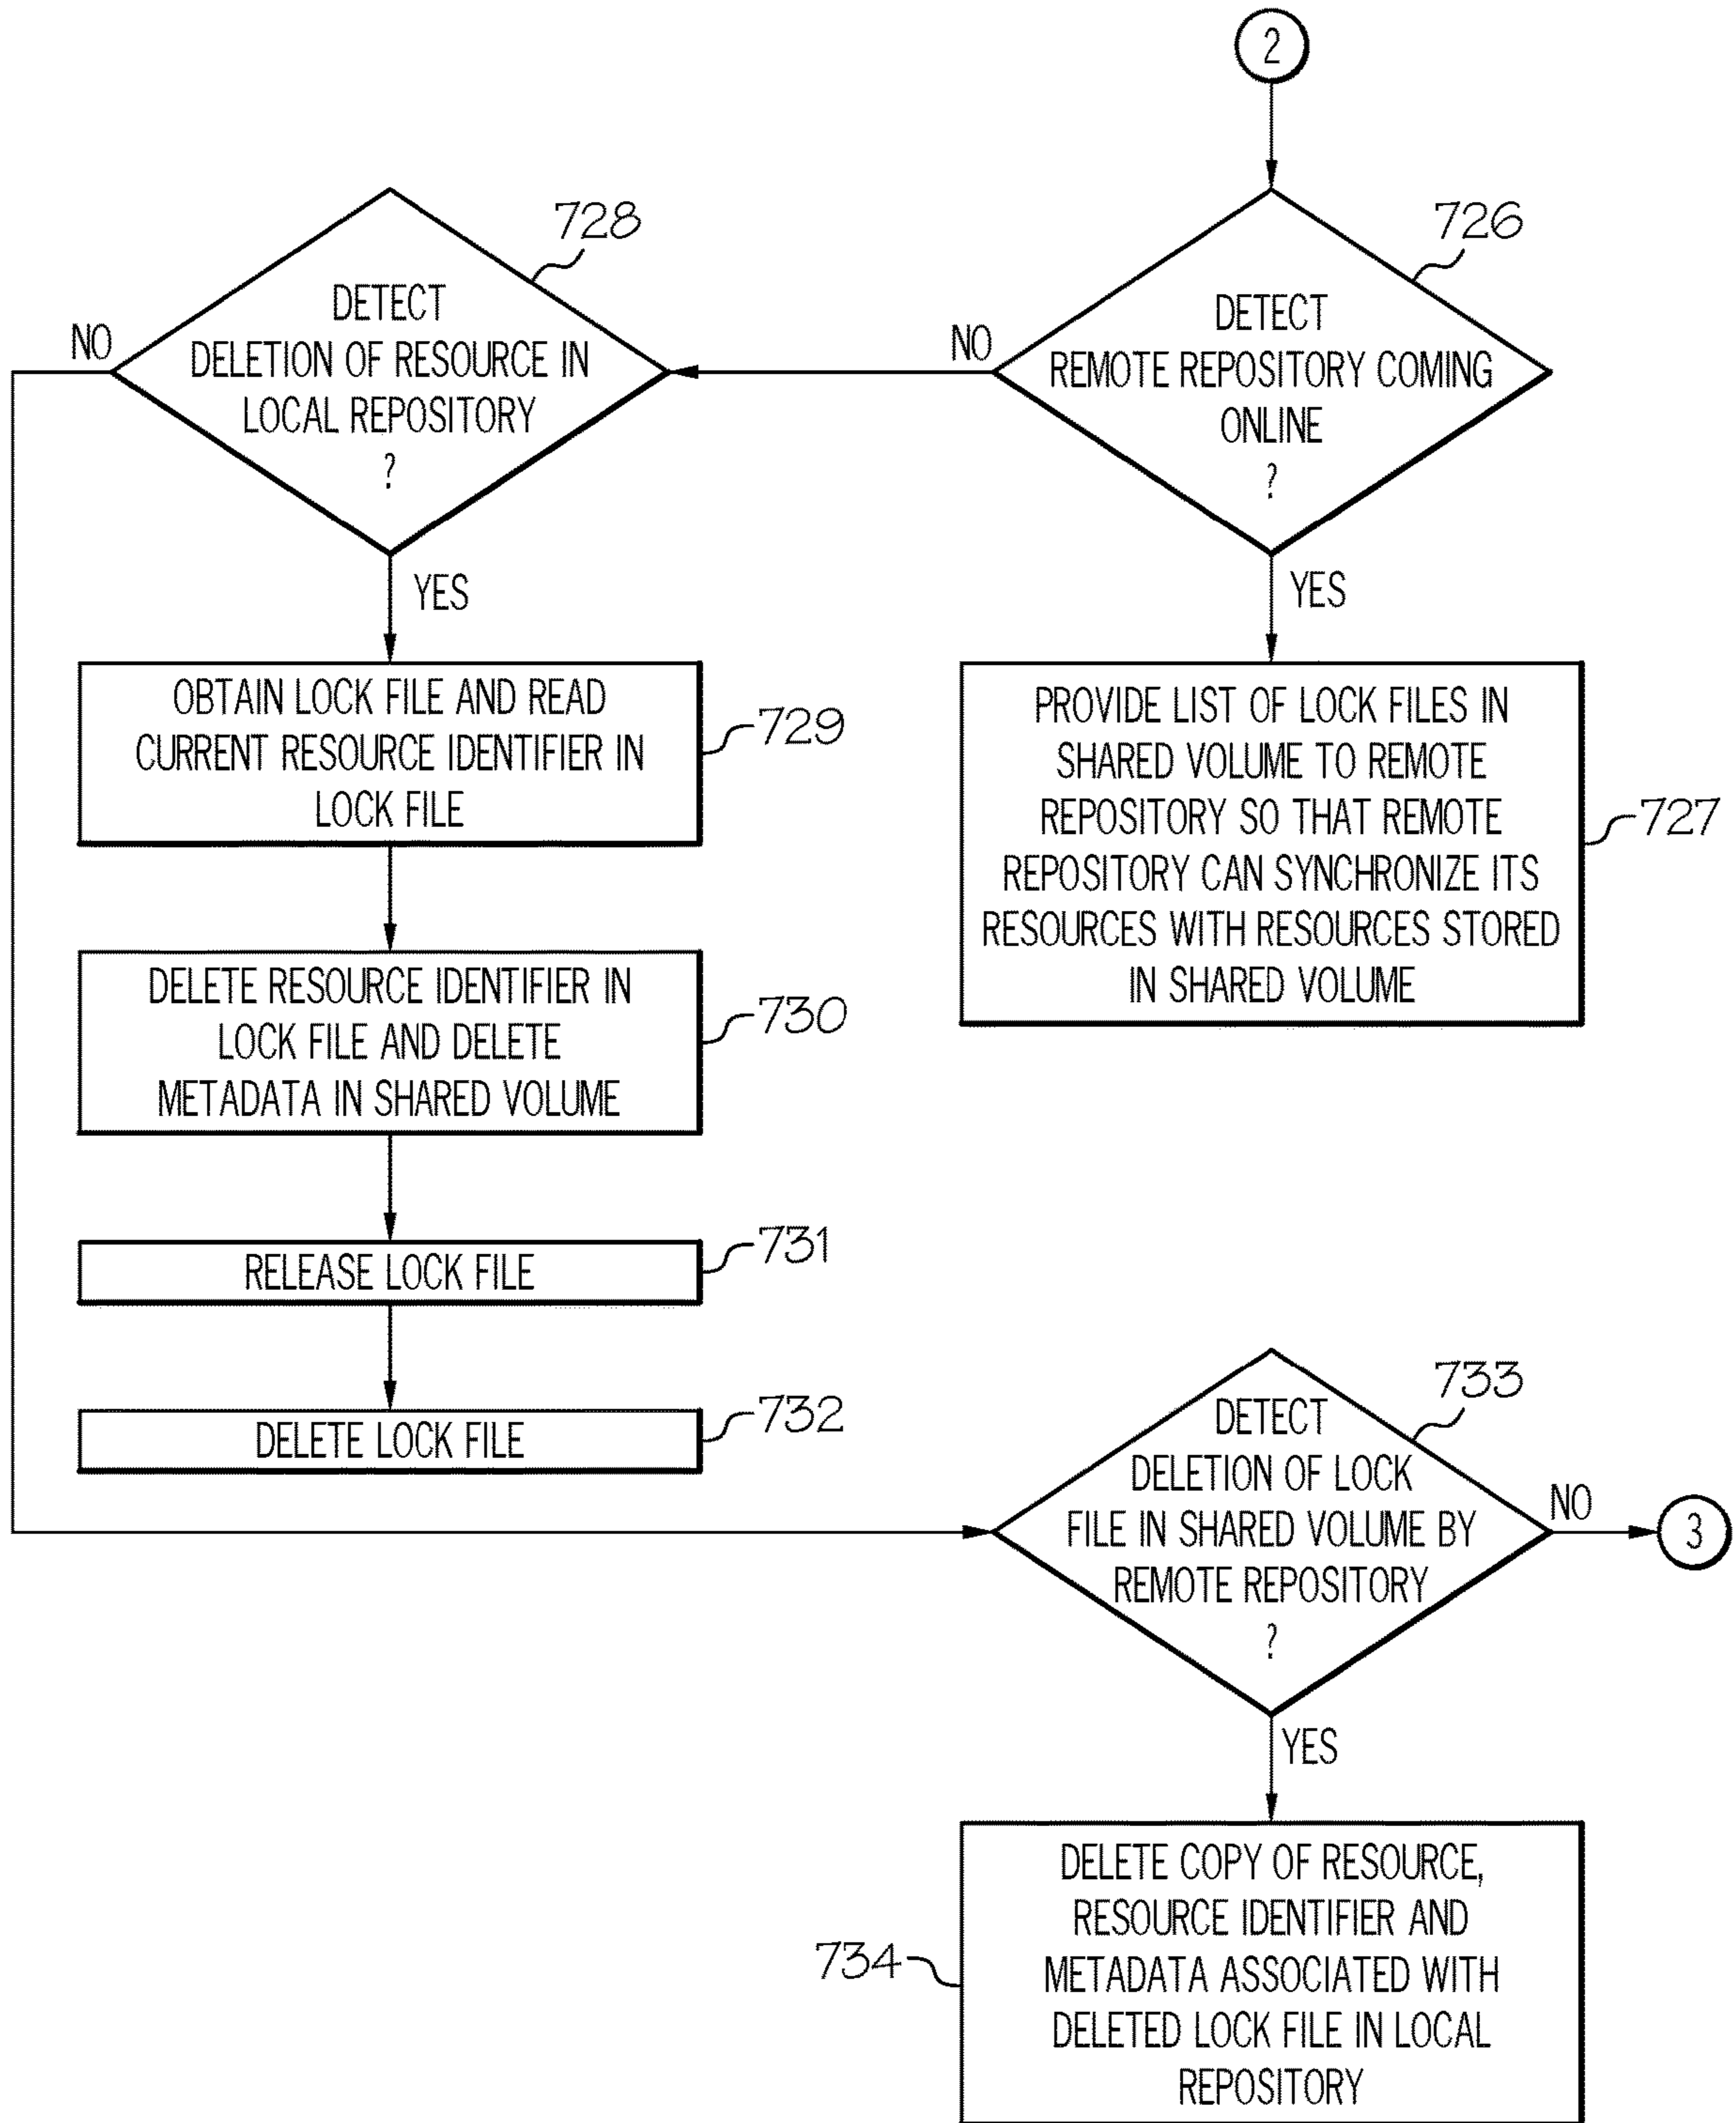 2
726
DETECT
REMOTE REPOSITORY COMING
ONLINE
?
NO
YES
PROVIDE LIST OF LOCK FILES IN
SHARED VOLUME TO REMOTE
REPOSITORY SO THAT REMOTE
REPOSITORY CAN SYNCHRONIZE ITS
RESOURCES WITH RESOURCES STORED
IN SHARED VOLUME
727
728
DETECT
DELETION OF RESOURCE IN
LOCAL REPOSITORY
?
NO
YES
OBTAIN LOCK FILE AND READ
CURRENT RESOURCE IDENTIFIER IN
LOCK FILE
729
DELETE RESOURCE IDENTIFIER IN
LOCK FILE AND DELETE
METADATA IN SHARED VOLUME
730
RELEASE LOCK FILE
731
DELETE LOCK FILE
732
733
DETECT
DELETION OF LOCK
FILE IN SHARED VOLUME BY
REMOTE REPOSITORY
?
NO
3
YES
DELETE COPY OF RESOURCE,
RESOURCE IDENTIFIER AND
METADATA ASSOCIATED WITH
DELETED LOCK FILE IN LOCAL
REPOSITORY
734